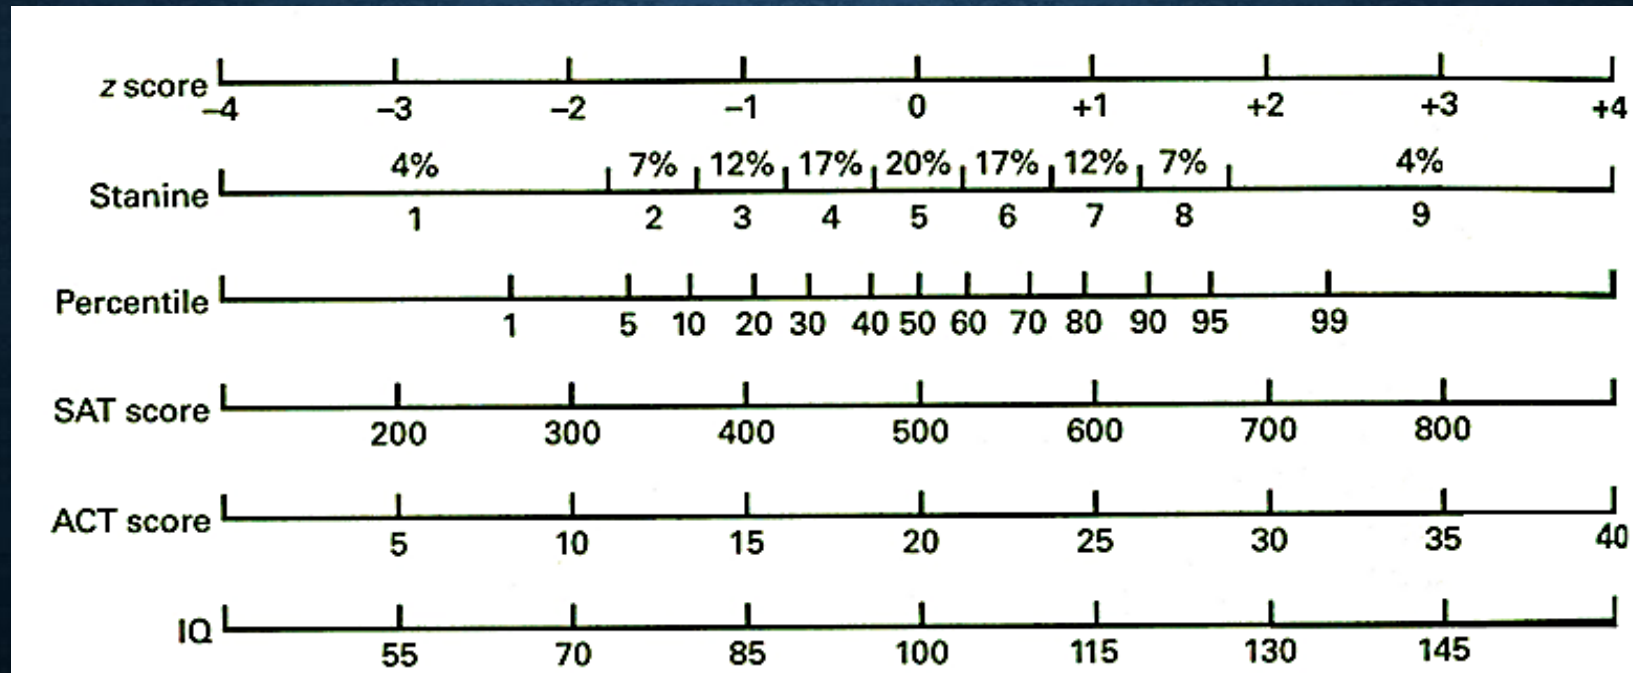 z score
−4 −3 −2 −1 0 +1 +2 +3 +4
4% 7% 12% 17% 20% 17% 12% 7% 4%
Stanine
1 2 3 4 5 6 7 8 9
Percentile
1 5 10 20 30 40 50 60 70 80 90 95 99
SAT score
200 300 400 500 600 700 800
ACT score
5 10 15 20 25 30 35 40
IQ
55 70 85 100 115 130 145